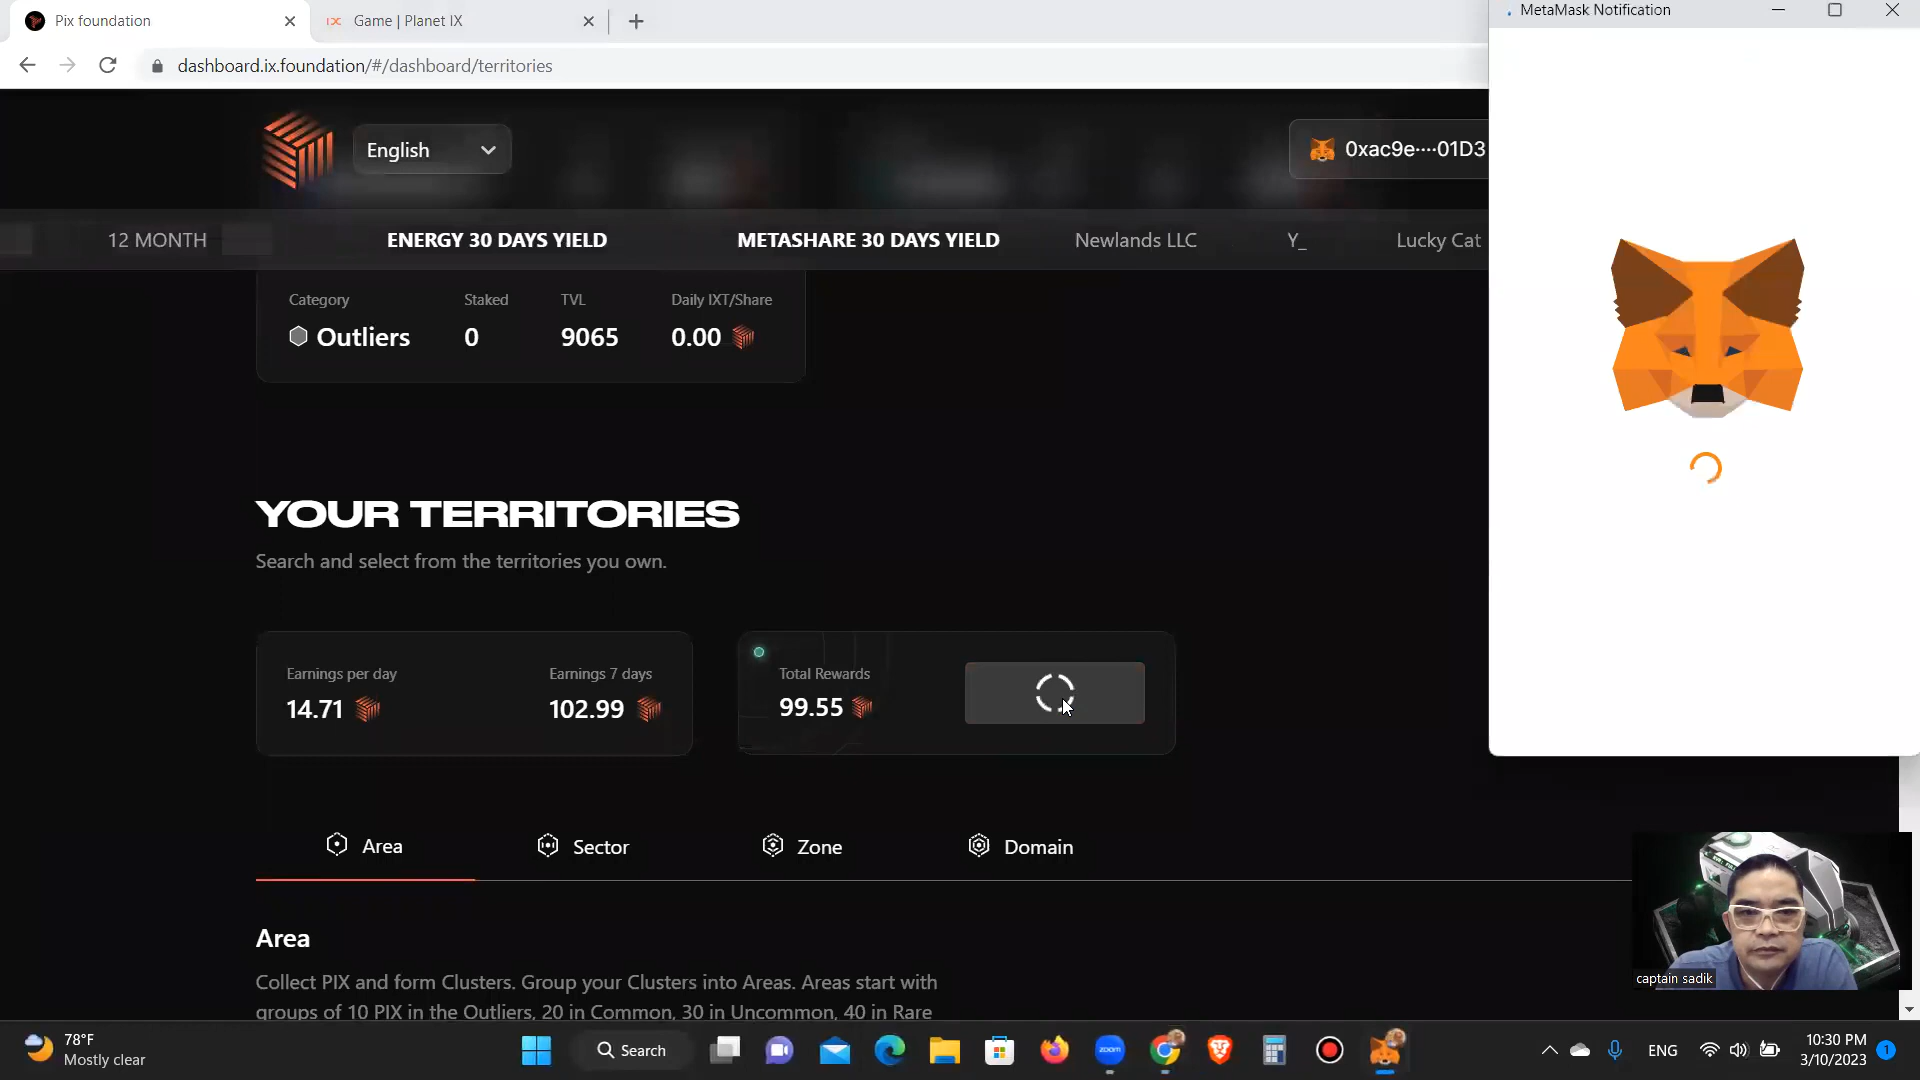 Pix foundation
Game | Planet IX
MetaMask Notification
dashboard.ix.foundation/#/dashboard/territories
English
0xac9e····01D3
12 MONTH
ENERGY 30 DAYS YIELD
METASHARE 30 DAYS YIELD
Newlands LLC
Y_
Lucky Cat
Category
Staked
TVL
Daily IXT/Share
Outliers
0
9065
0.00
YOUR TERRITORIES
Search and select from the territories you own.
Earnings per day
Earnings 7 days
Total Rewards
14.71
102.99
99.55
Area
Sector
Zone
Domain
Area
Collect PIX and form Clusters. Group your Clusters into Areas. Areas start with
groups of 10 PIX in the Outliers, 20 in Common, 30 in Uncommon, 40 in Rare
captain sadik
78°F
Mostly clear
Search
zoom
ENG
10:30 PM
3/10/2023
1